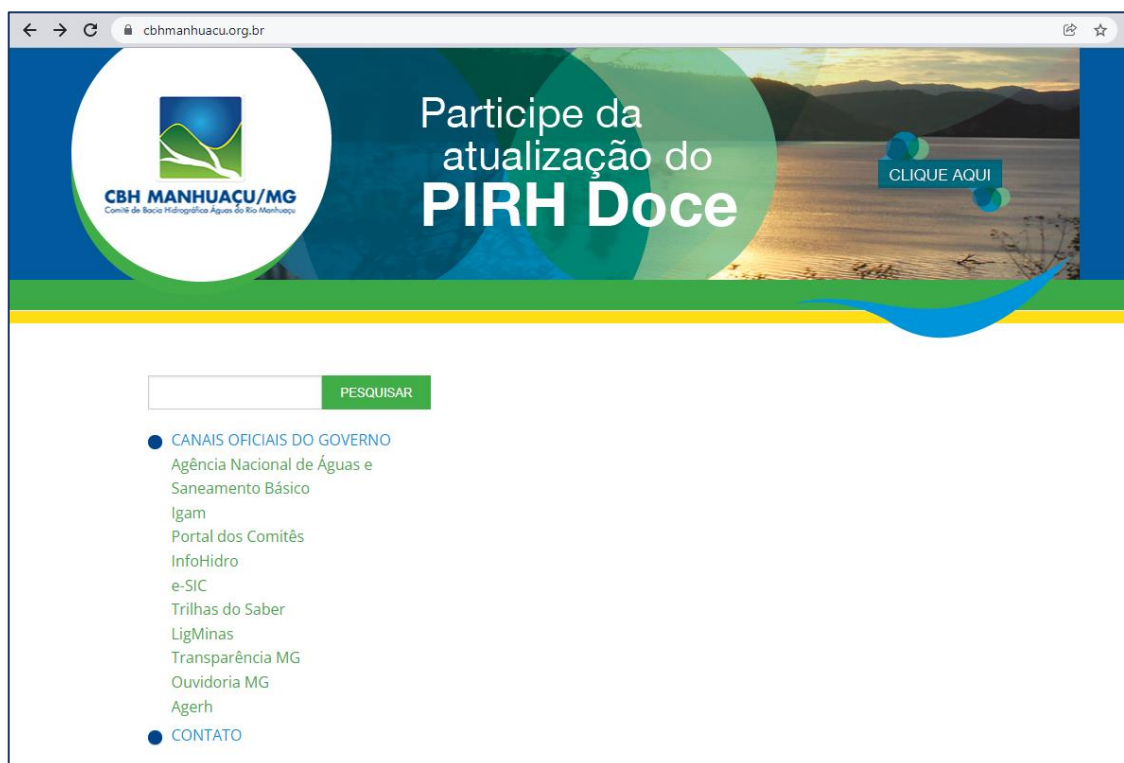 cbhmanhuacu.org.br
CBH MANHUAÇU/MG
Comitê de Bacia Hidrográfica Águas do Rio Manhuaçu
Participe da
atualização do
PIRH Doce
CLIQUE AQUI
PESQUISAR
CANAIS OFICIAIS DO GOVERNO
Agência Nacional de Águas e
Saneamento Básico
Igam
Portal dos Comitês
InfoHidro
e-SIC
Trilhas do Saber
LigMinas
Transparência MG
Ouvidoria MG
Agerh
CONTATO